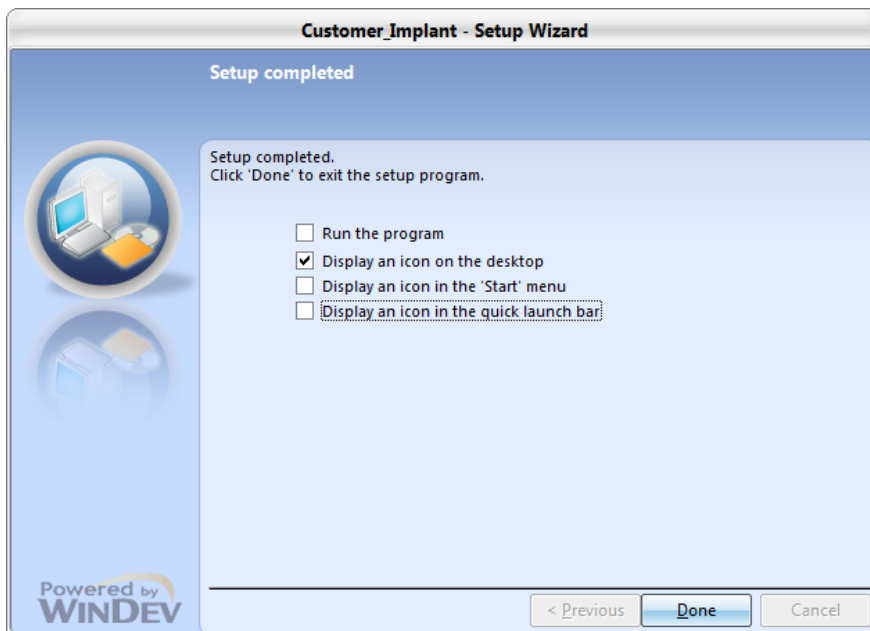 Customer_Implant - Setup Wizard
Setup completed
Setup completed.
Click 'Done' to exit the setup program.
Run the program
Display an icon on the desktop
Display an icon in the 'Start' menu
Display an icon in the quick launch bar
Powered by
WINDEV
< Previous
Done
Cancel